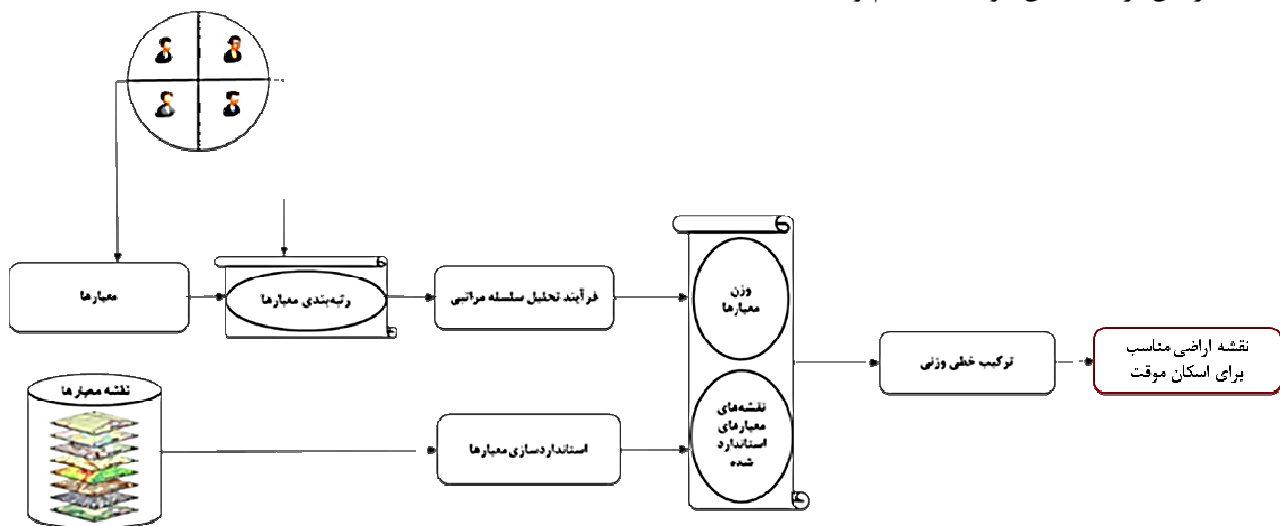 معیارها
رتبه‌بندی معیارها
فرآیند تحلیل سلسله مراتبی
وزن
معیارها
ترکیب خطی وزنی
نقشه اراضی مناسب
برای اسکان موقت
نقشه معیارها
استانداردسازی معیارها
نقشه‌های
معیارهای
استاندارد
شده